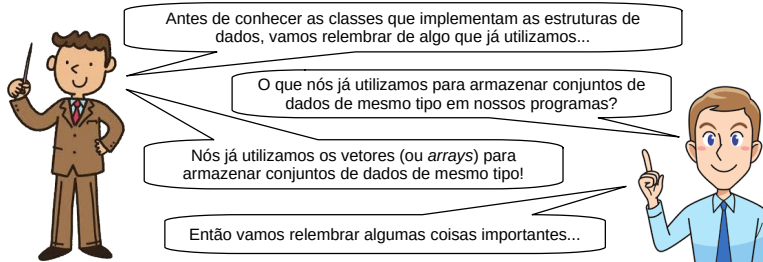 Antes de conhecer as classes que implementam as estruturas de
dados, vamos relembrar de algo que já utilizamos...
O que nós já utilizamos para armazenar conjuntos de
dados de mesmo tipo em nossos programas?
Nós já utilizamos os vetores (ou arrays) para
armazenar conjuntos de dados de mesmo tipo!
Então vamos relembrar algumas coisas importantes...